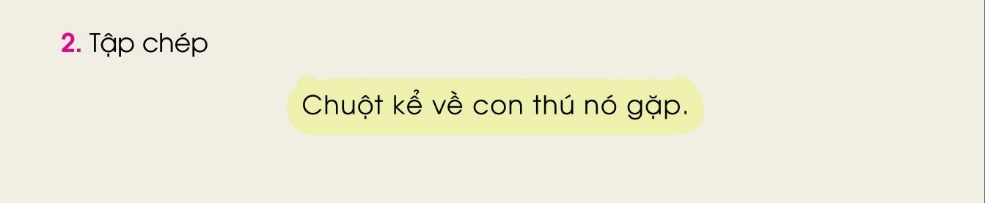 2. Tập chép
Chuột kể về con thú nó gặp.